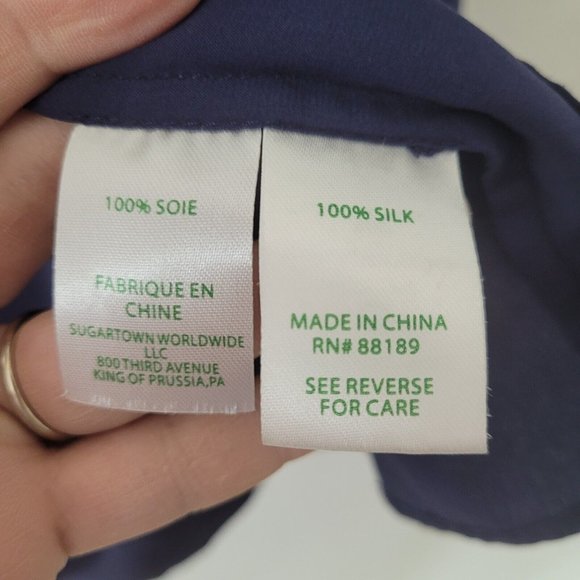 100% SOIE
FABRIQUE EN
CHINE
SUGARTOWN WORLDWIDE
LLC
800 THIRD AVENUE
KING OF PRUSSIA,PA
100% SILK
MADE IN CHINA
RN# 88189
SEE REVERSE
FOR CARE